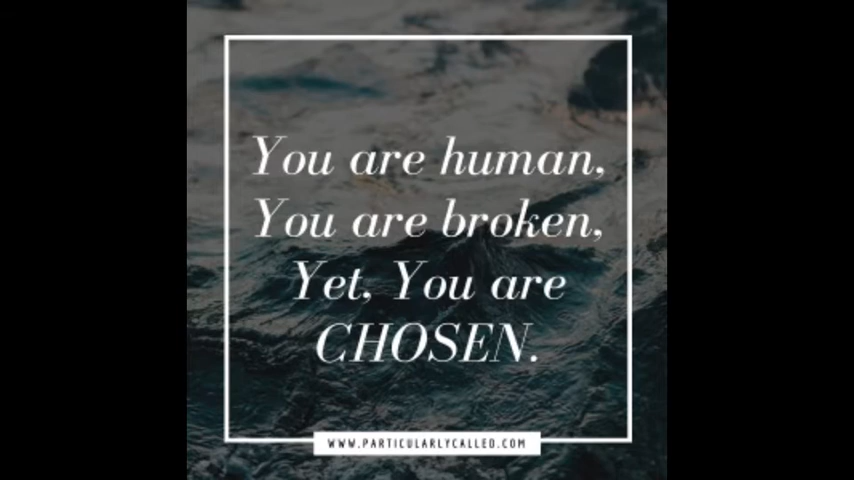 You are human,
You are broken,
Yet, You are
CHOSEN.
WWW.PARTICULARLYCALLED.COM